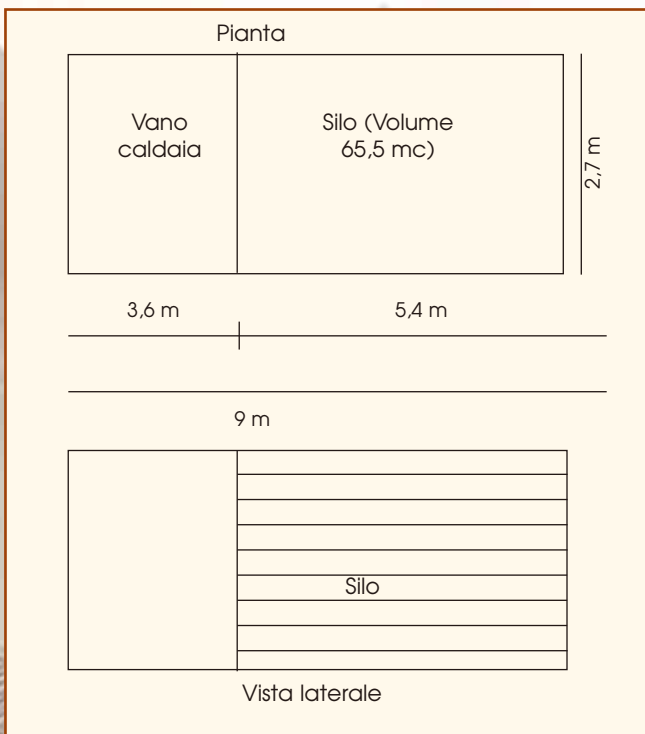 Pianta
Vano
caldaia
Silo (Volume
65,5 mc)
2,7 m
3,6 m
5,4 m
9 m
Silo
Vista laterale